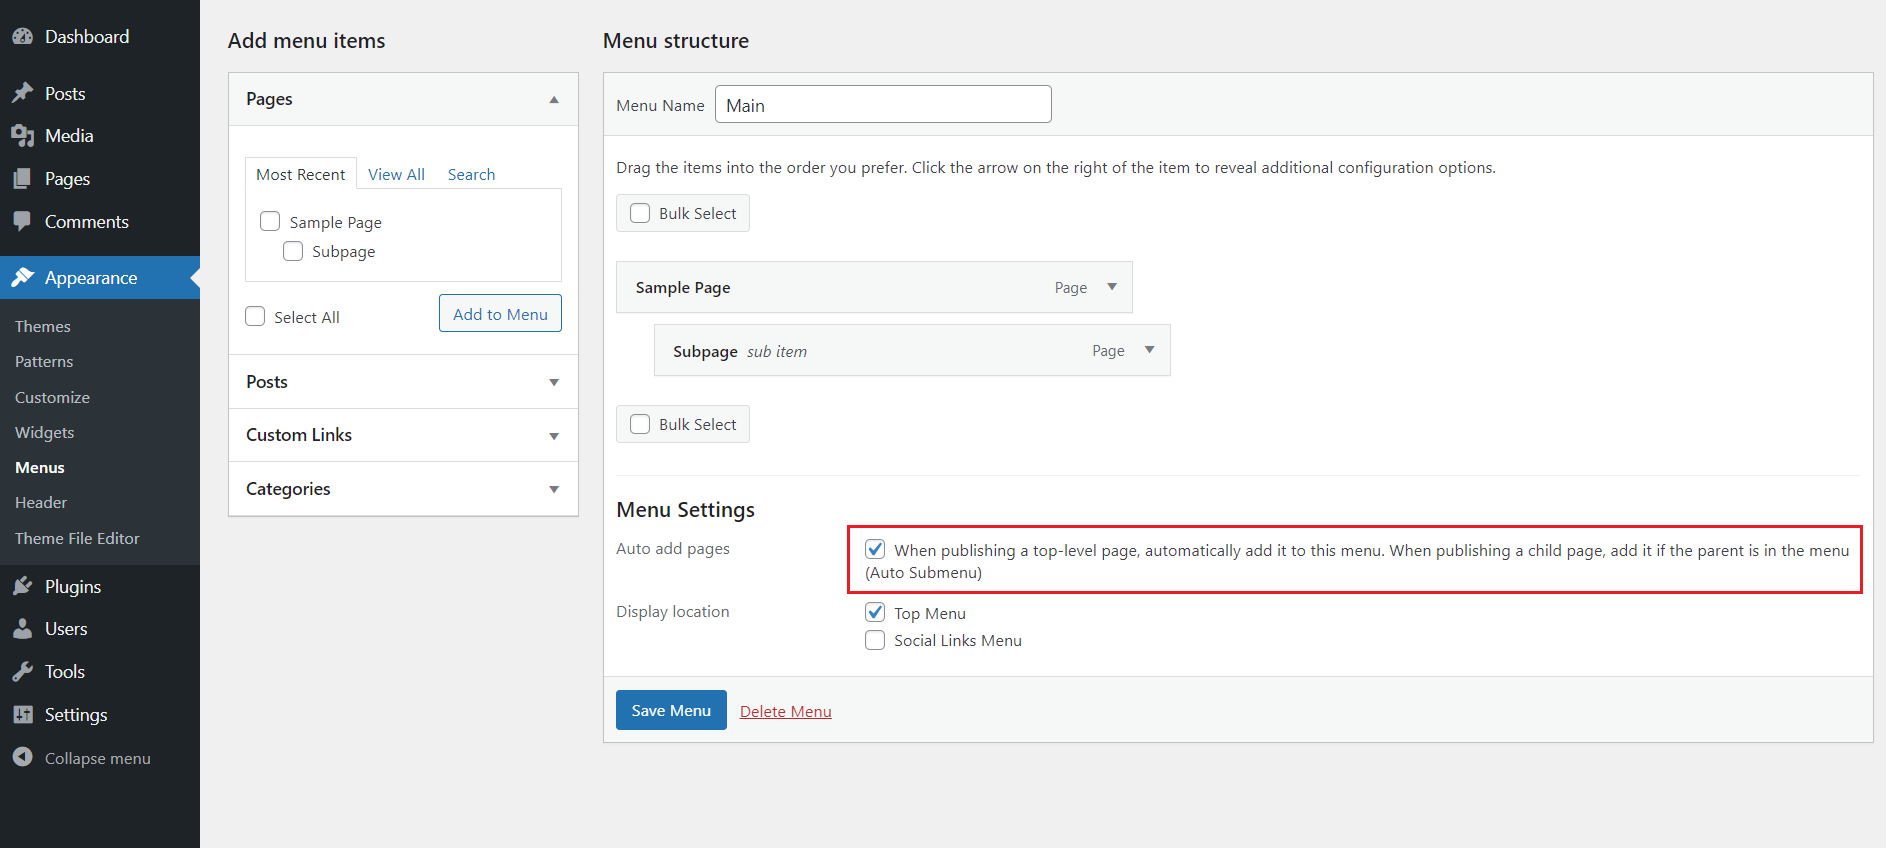 Dashboard
Posts
Media
Pages
Comments
Appearance
Themes
Patterns
Customize
Widgets
Menus
Header
Theme File Editor
Plugins
Users
Tools
Settings
Collapse menu
Add menu items
Pages
Most Recent View All Search
Sample Page
Subpage
Select All Add to Menu
Posts
Custom Links
Categories
Menu structure
Menu Name Main
Drag the items into the order you prefer. Click the arrow on the right of the item to reveal additional configuration options.
Bulk Select
Sample Page Page
Subpage sub item Page
Bulk Select
Menu Settings
Auto add pages When publishing a top-level page, automatically add it to this menu. When publishing a child page, add it if the parent is in the menu
(Auto Submenu)
Display location Top Menu
Social Links Menu
Save Menu Delete Menu